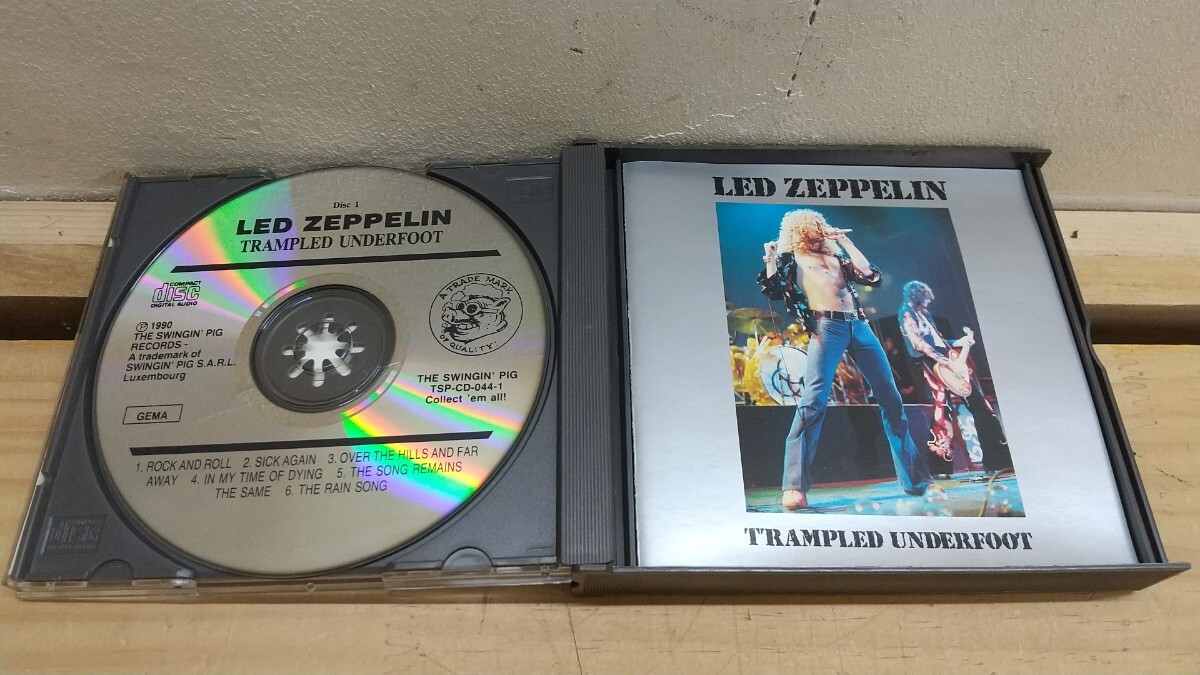 Disc 1
LED ZEPPELIN
TRAMPLED UNDERFOOT
COMPACT
disc
DIGITAL AUDIO
℗ 1990
THE SWINGIN' PIG
RECORDS -
A trademark of
SWINGIN' PIG S.A.R.L.
Luxembourg
GEMA
A TRADE MARK
OF QUALITY!
THE SWINGIN' PIG
TSP-CD-044-1
Collect 'em all!
1. ROCK AND ROLL 2. SICK AGAIN 3. OVER THE HILLS AND FAR
AWAY 4. IN MY TIME OF DYING 5. THE SONG REMAINS
THE SAME 6. THE RAIN SONG
LED ZEPPELIN
TRAMPLED UNDERFOOT